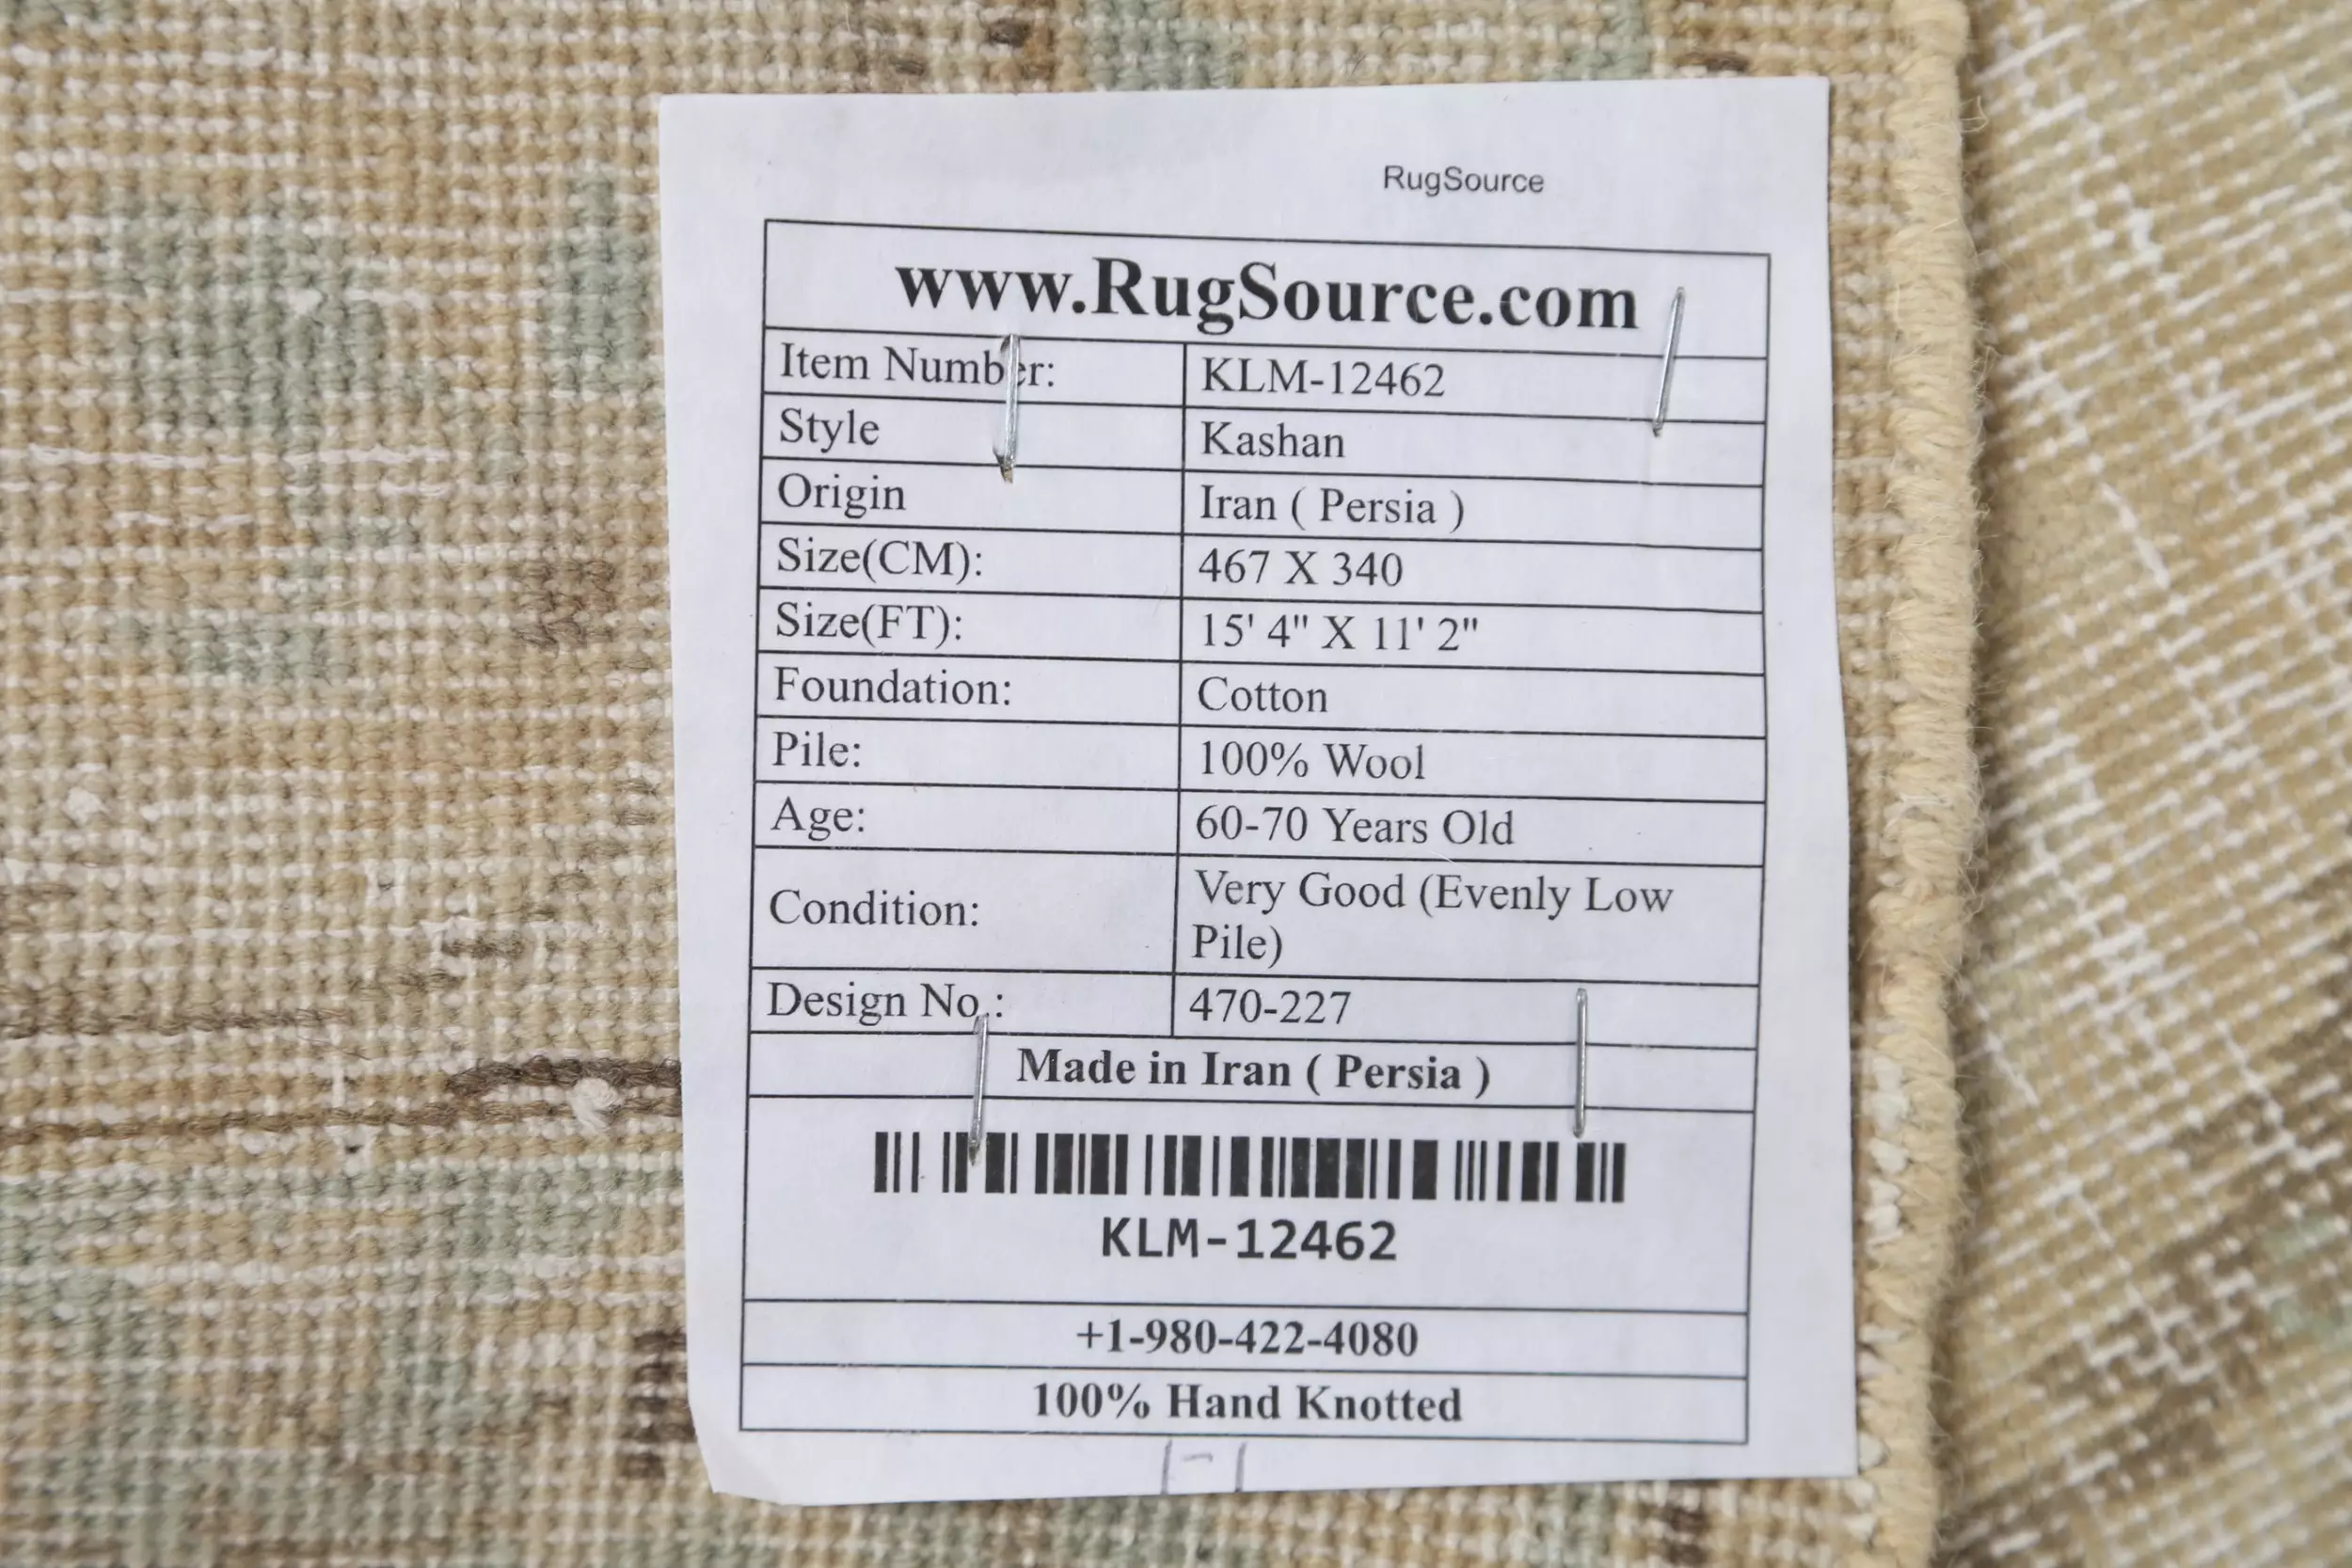 RugSource
www.RugSource.com
Item Number: KLM-12462
Style Kashan
Origin Iran ( Persia )
Size(CM): 467 X 340
Size(FT): 15' 4" X 11' 2"
Foundation: Cotton
Pile: 100% Wool
Age: 60-70 Years Old
Condition: Very Good (Evenly Low
Pile)
Design No.: 470-227
Made in Iran ( Persia )
KLM-12462
+1-980-422-4080
100% Hand Knotted